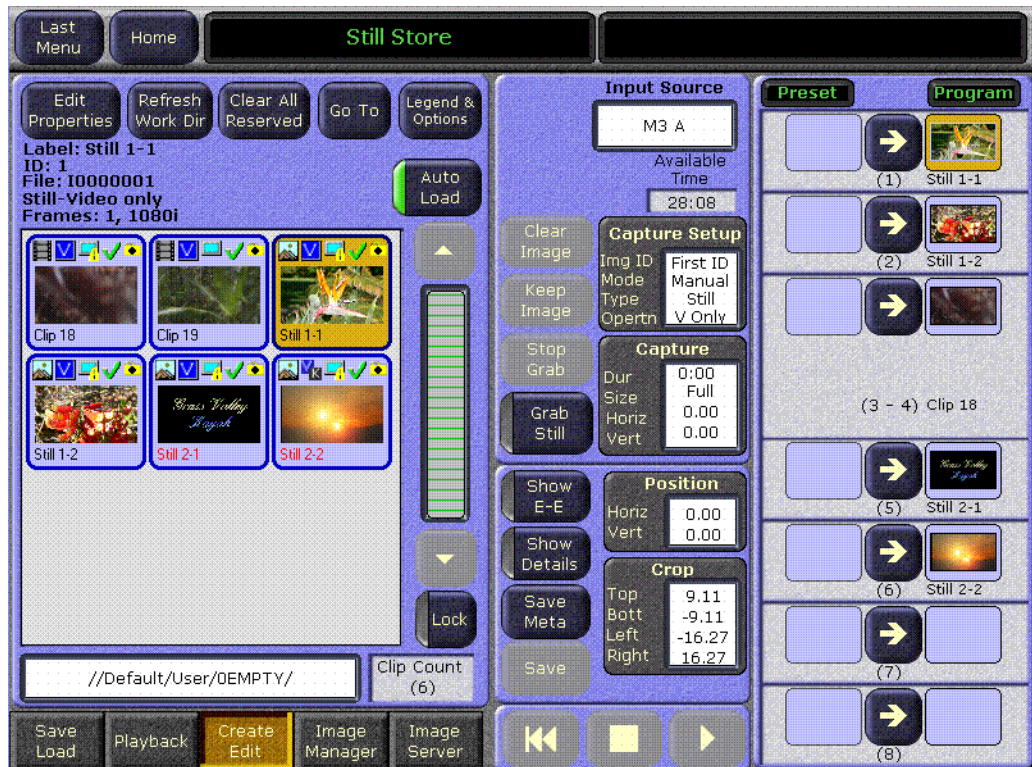 Last Menu
Home
Still Store
Edit Properties
Refresh Work Dir
Clear All Reserved
Go To
Legend & Options
Label: Still 1-1
ID: 1
File: I0000001
Still-Video only
Frames: 1, 1080i
Auto Load
V
Clip 18
V
Clip 19
V
Still 1-1
V
Still 1-2
V
Grass Valley
Kayak
Still 2-1
VK
Still 2-2
Lock
//Default/User/0EMPTY/
Clip Count
(6)
Save Load
Playback
Create Edit
Image Manager
Image Server
Input Source
M3 A
Available Time
28:08
Clear Image
Keep Image
Stop Grab
Grab Still
Capture Setup
Img ID First ID
Mode Manual
Type Still
Opertn V Only
Capture
Dur 0:00
Size Full
Horiz 0.00
Vert 0.00
Show E-E
Show Details
Save Meta
Save
Position
Horiz 0.00
Vert 0.00
Crop
Top 9.11
Bott -9.11
Left -16.27
Right 16.27
Preset
Program
(1) Still 1-1
(2) Still 1-2
(3 - 4) Clip 18
Grass Valley
Kayak
(5) Still 2-1
(6) Still 2-2
(7)
(8)